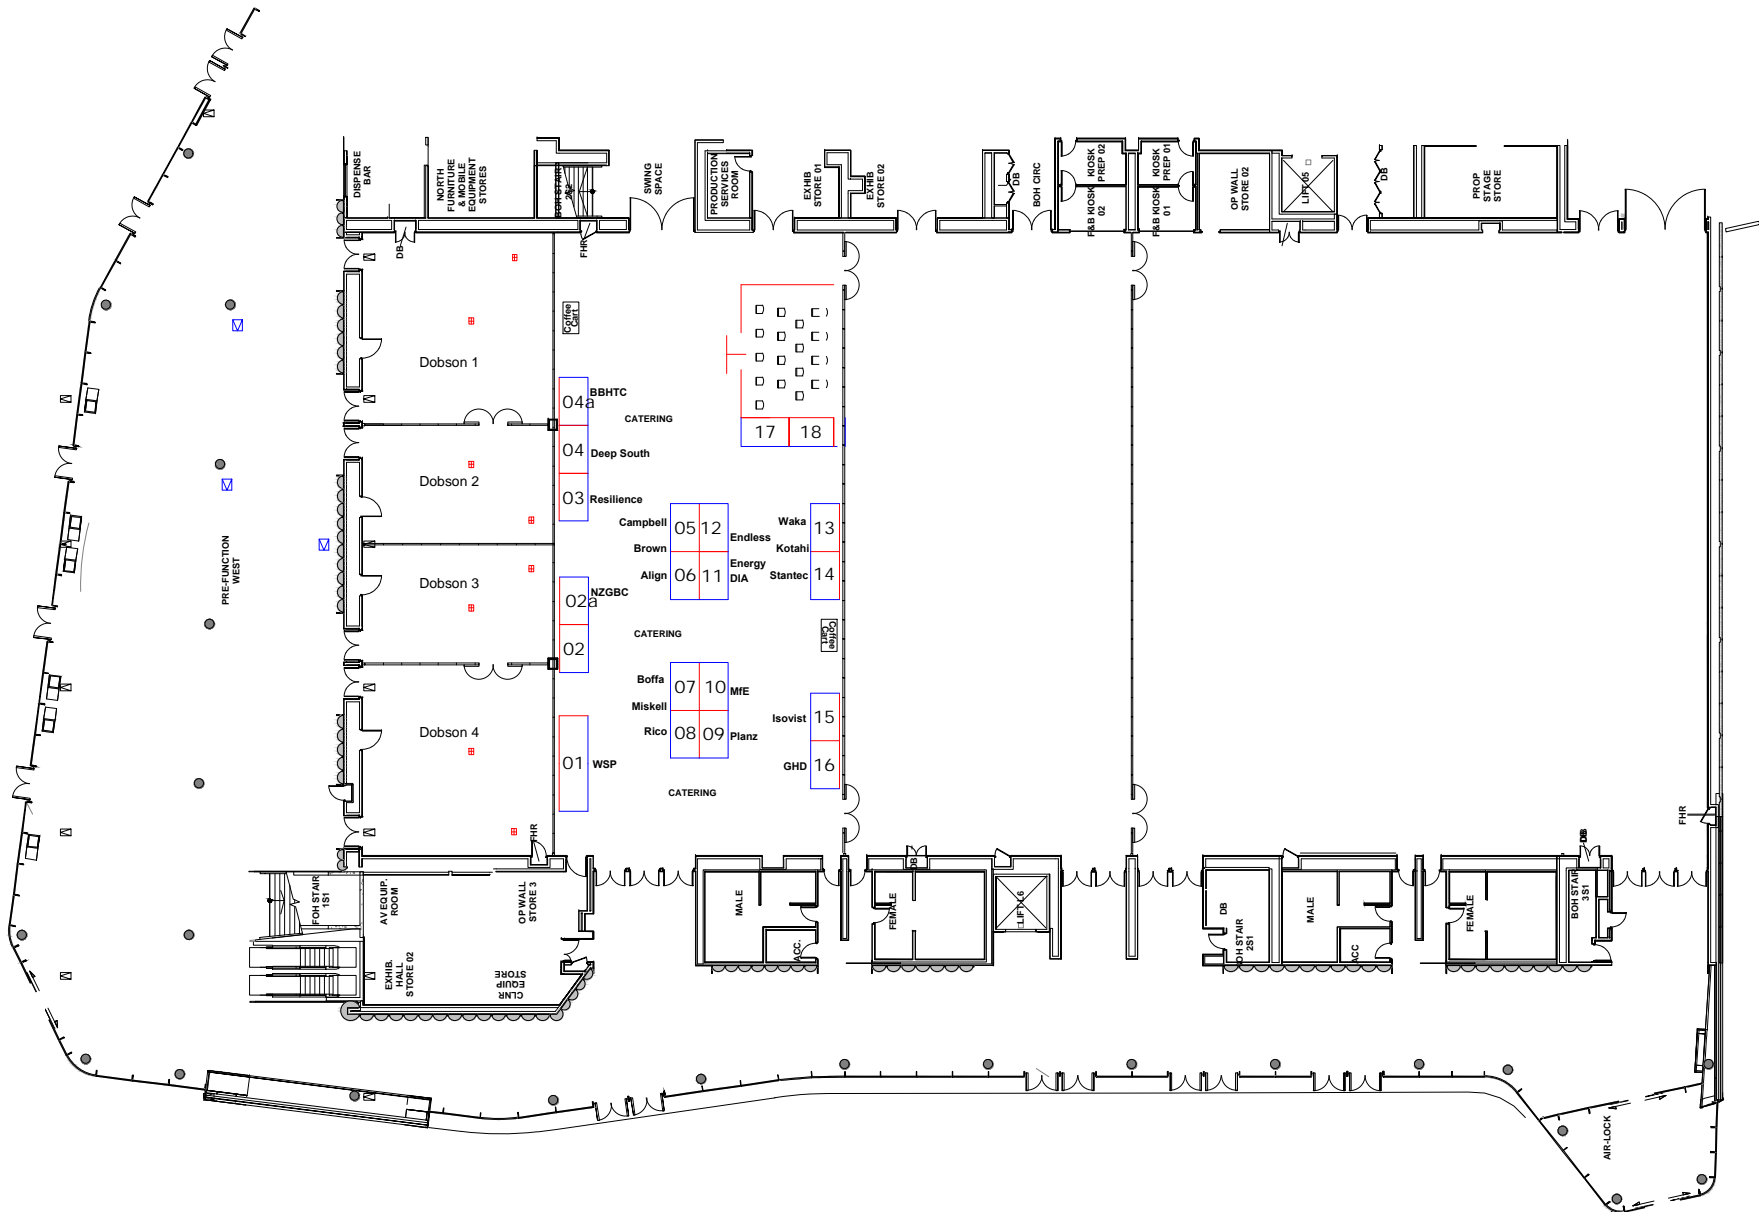 DISPENSE
BAR
NORTH
FURNITURE
& MOBILE
EQUIPMENT
STORES
BOH STAIR
2S2
SWING
SPACE
PRODUCTION
SERVICES
ROOM
EXHIB
STORE 01
EXHIB
STORE 02
DB
BOH CIRC
KIOSK
PREP 02
KIOSK
PREP 01
F&B KIOSK
02
F&B KIOSK
01
OP WALL
STORE 02
LIFT 05
DB
PROP
STAGE
STORE
DB
FHR
Coffee
Cart
Dobson 1
BBHTC
04a
CATERING
04
Deep South
03
Resilience
17
18
Dobson 2
Campbell
Brown
05
12
Endless
Energy
Align
06
11
DIA
Waka
Kotahi
13
Stantec
14
PRE-FUNCTION
WEST
Dobson 3
NZGBC
02a
02
CATERING
Coffee
Cart
Boffa
Miskell
07
10
MfE
Rico
08
09
Planz
Isovist
15
GHD
16
Dobson 4
01
WSP
CATERING
FHR
FHR
FOH STAIR
1S1
AV EQUIP.
ROOM
OP WALL
STORE 3
EXHIB.
HALL
STORE 02
CLNR
EQUIP
STORE
MALE
ACC.
FEMALE
DB
LIFT L6
DB
OH STAIR
2S1
MALE
ACC
FEMALE
BOH STAIR
3S1
DB
AIR-LOCK